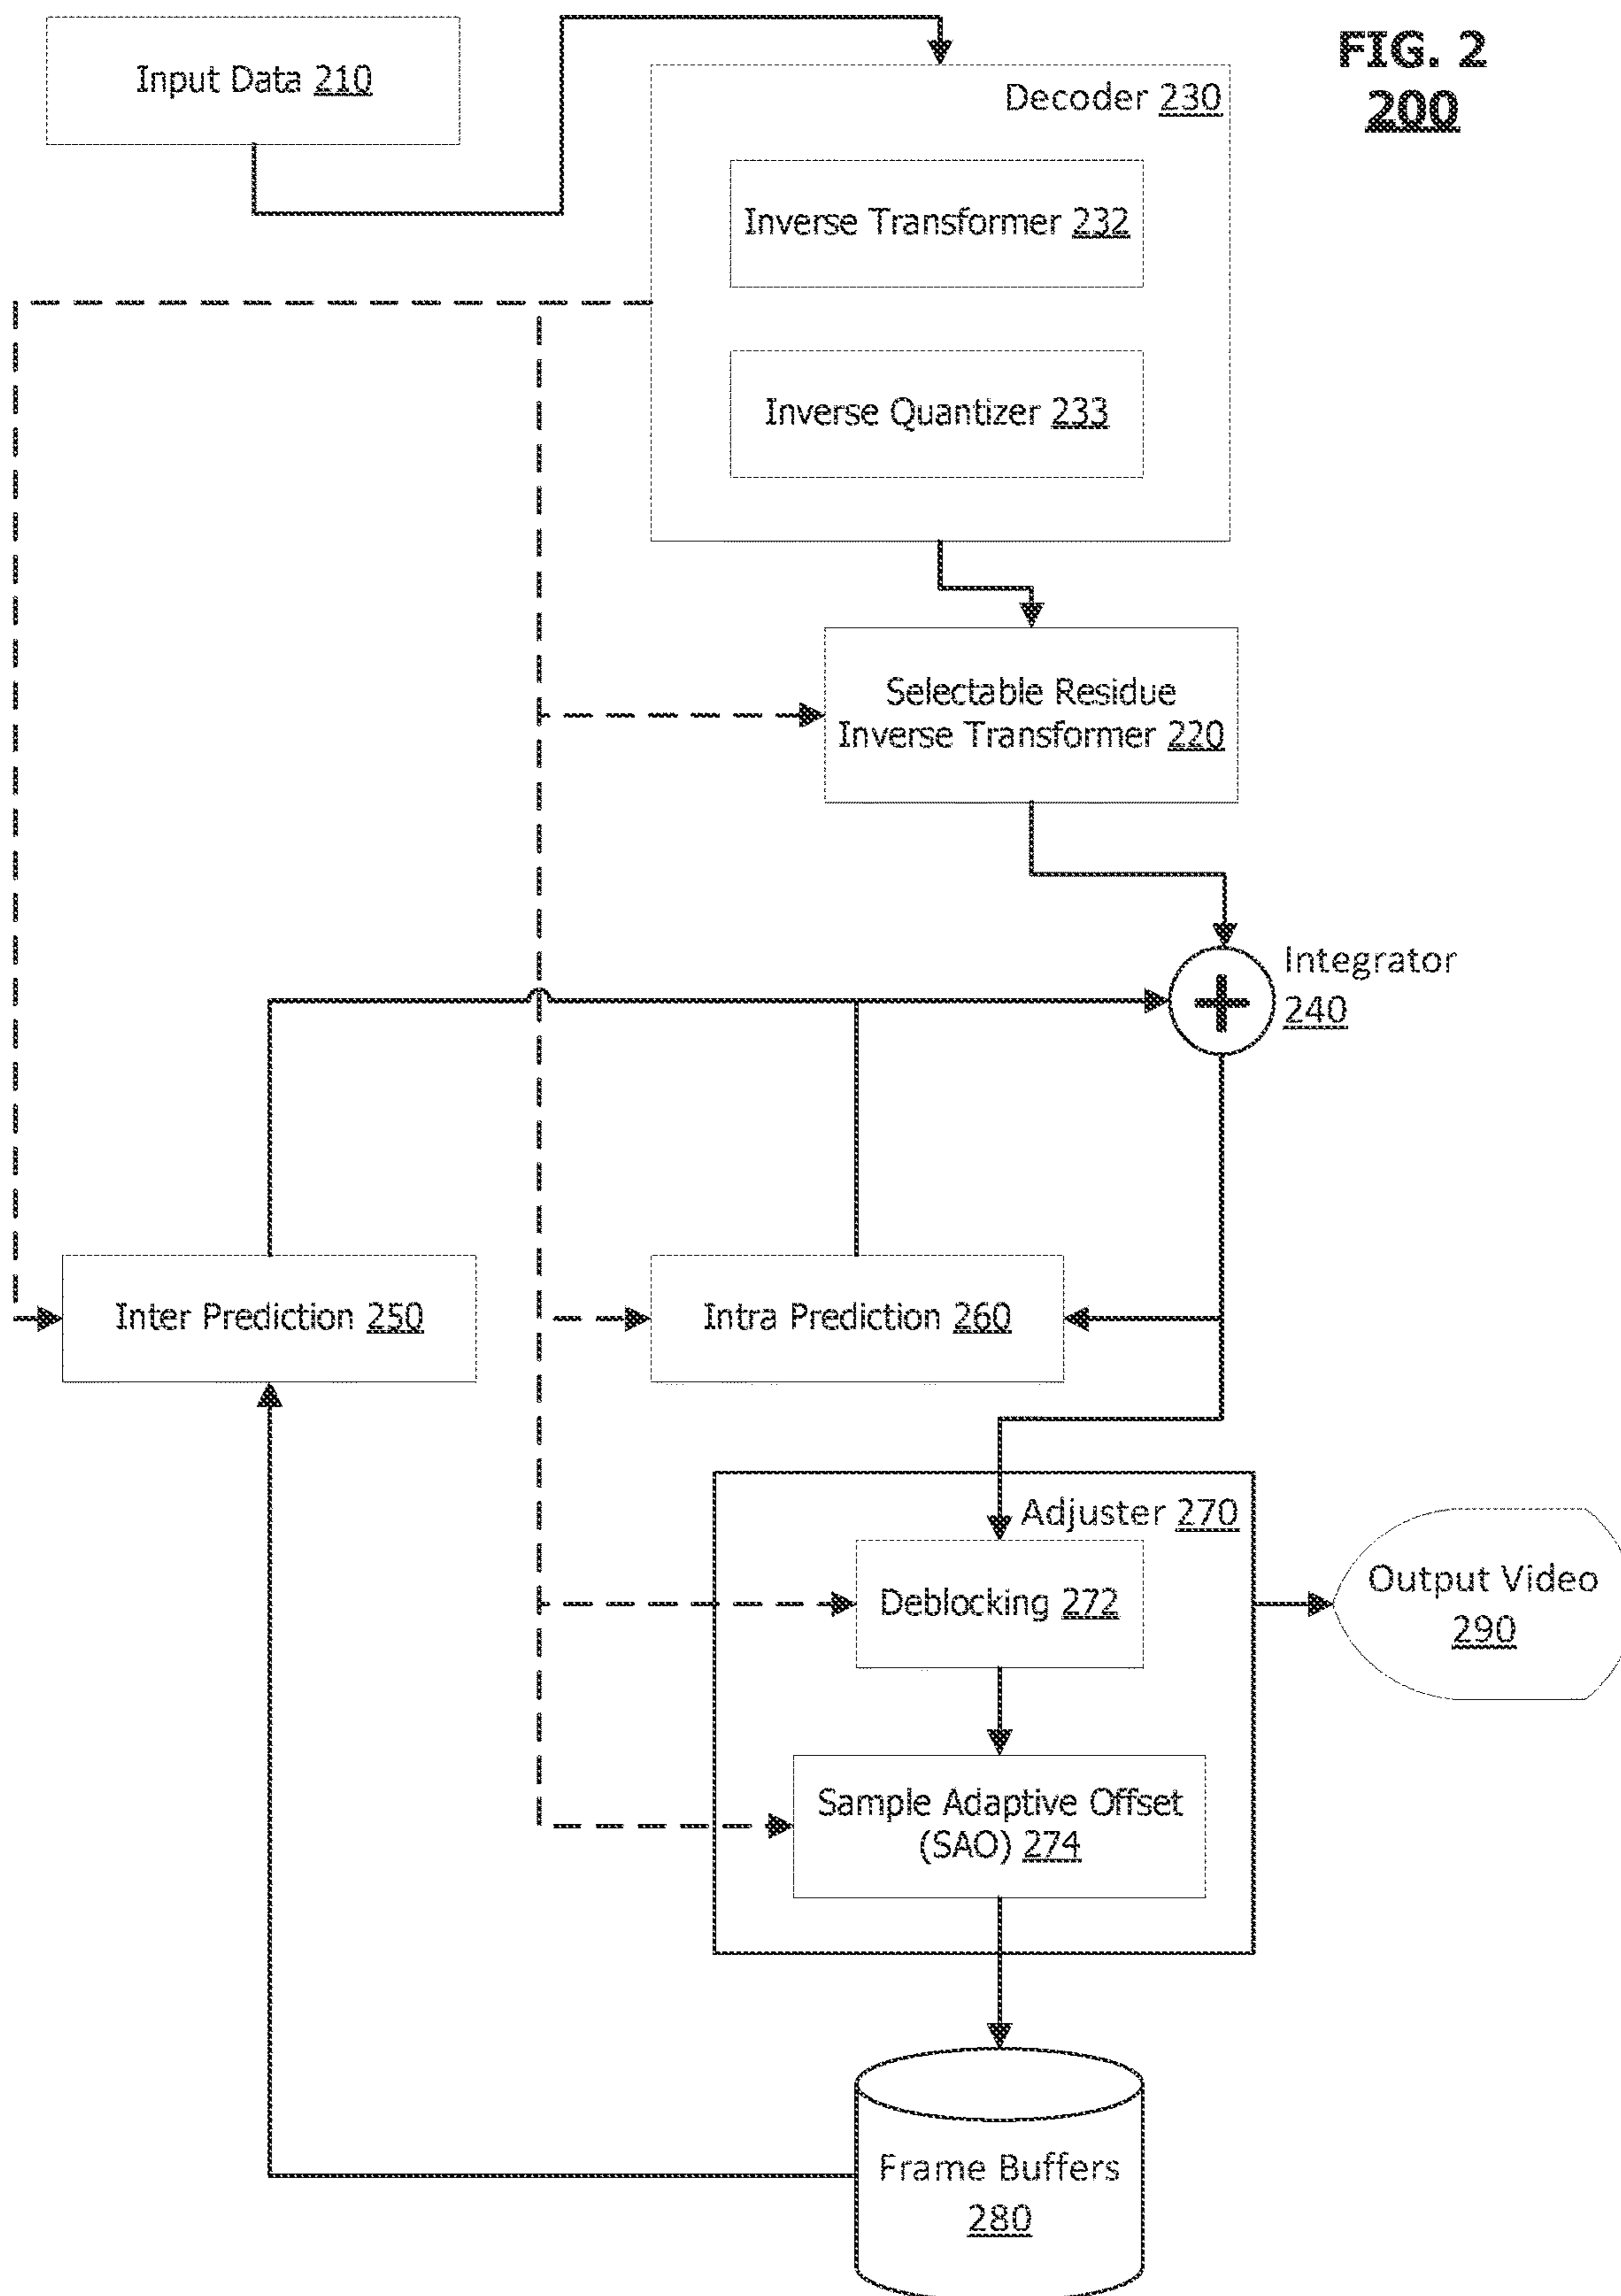 FIG. 2
200
Input Data 210
Decoder 230
Inverse Transformer 232
Inverse Quantizer 233
Selectable Residue
Inverse Transformer 220
Integrator
240
Inter Prediction 250
Intra Prediction 260
Adjuster 270
Deblocking 272
Output Video
290
Sample Adaptive Offset
(SAO) 274
Frame Buffers
280